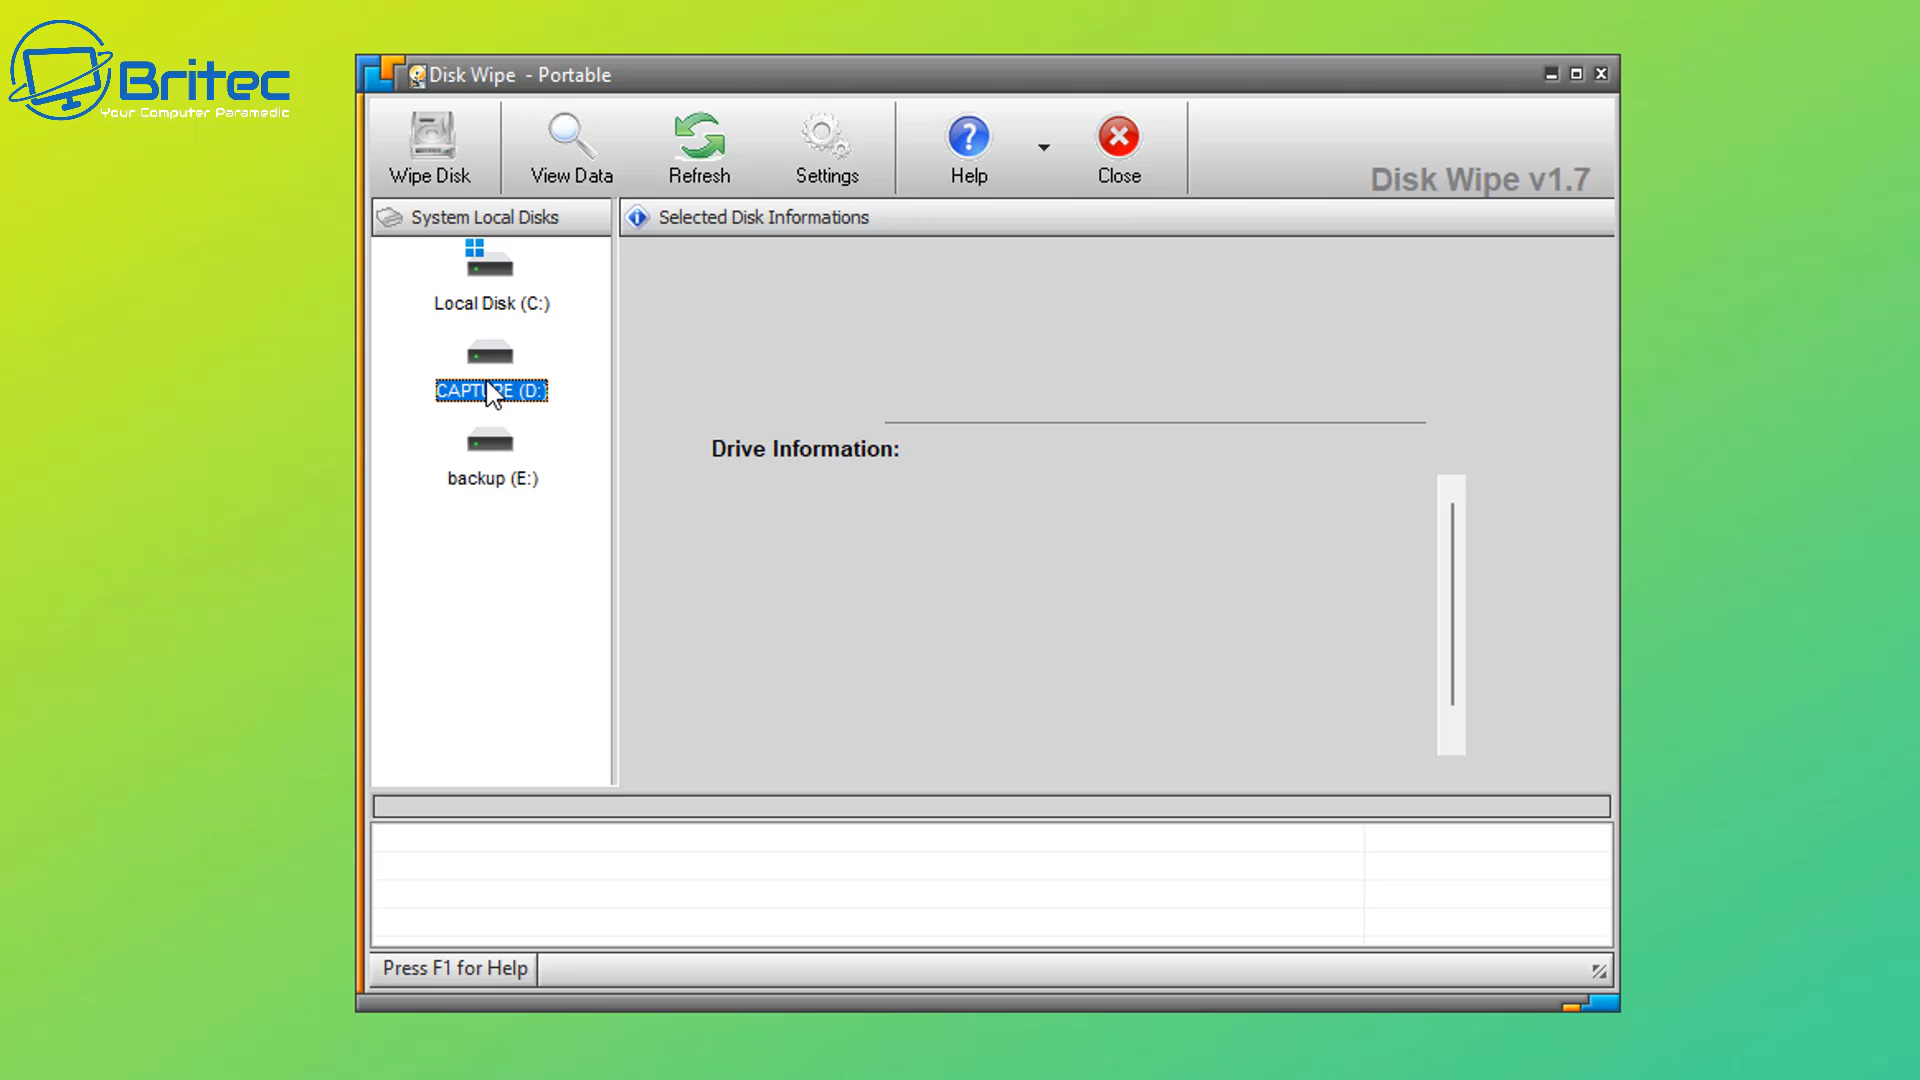 Britec
Your Computer Paramedic
Disk Wipe - Portable
Wipe Disk
View Data
Refresh
Settings
Help
Close
Disk Wipe v1.7
System Local Disks
Selected Disk Informations
Local Disk (C:)
CAPTURE (D:)
backup (E:)
Drive Information:
Press F1 for Help